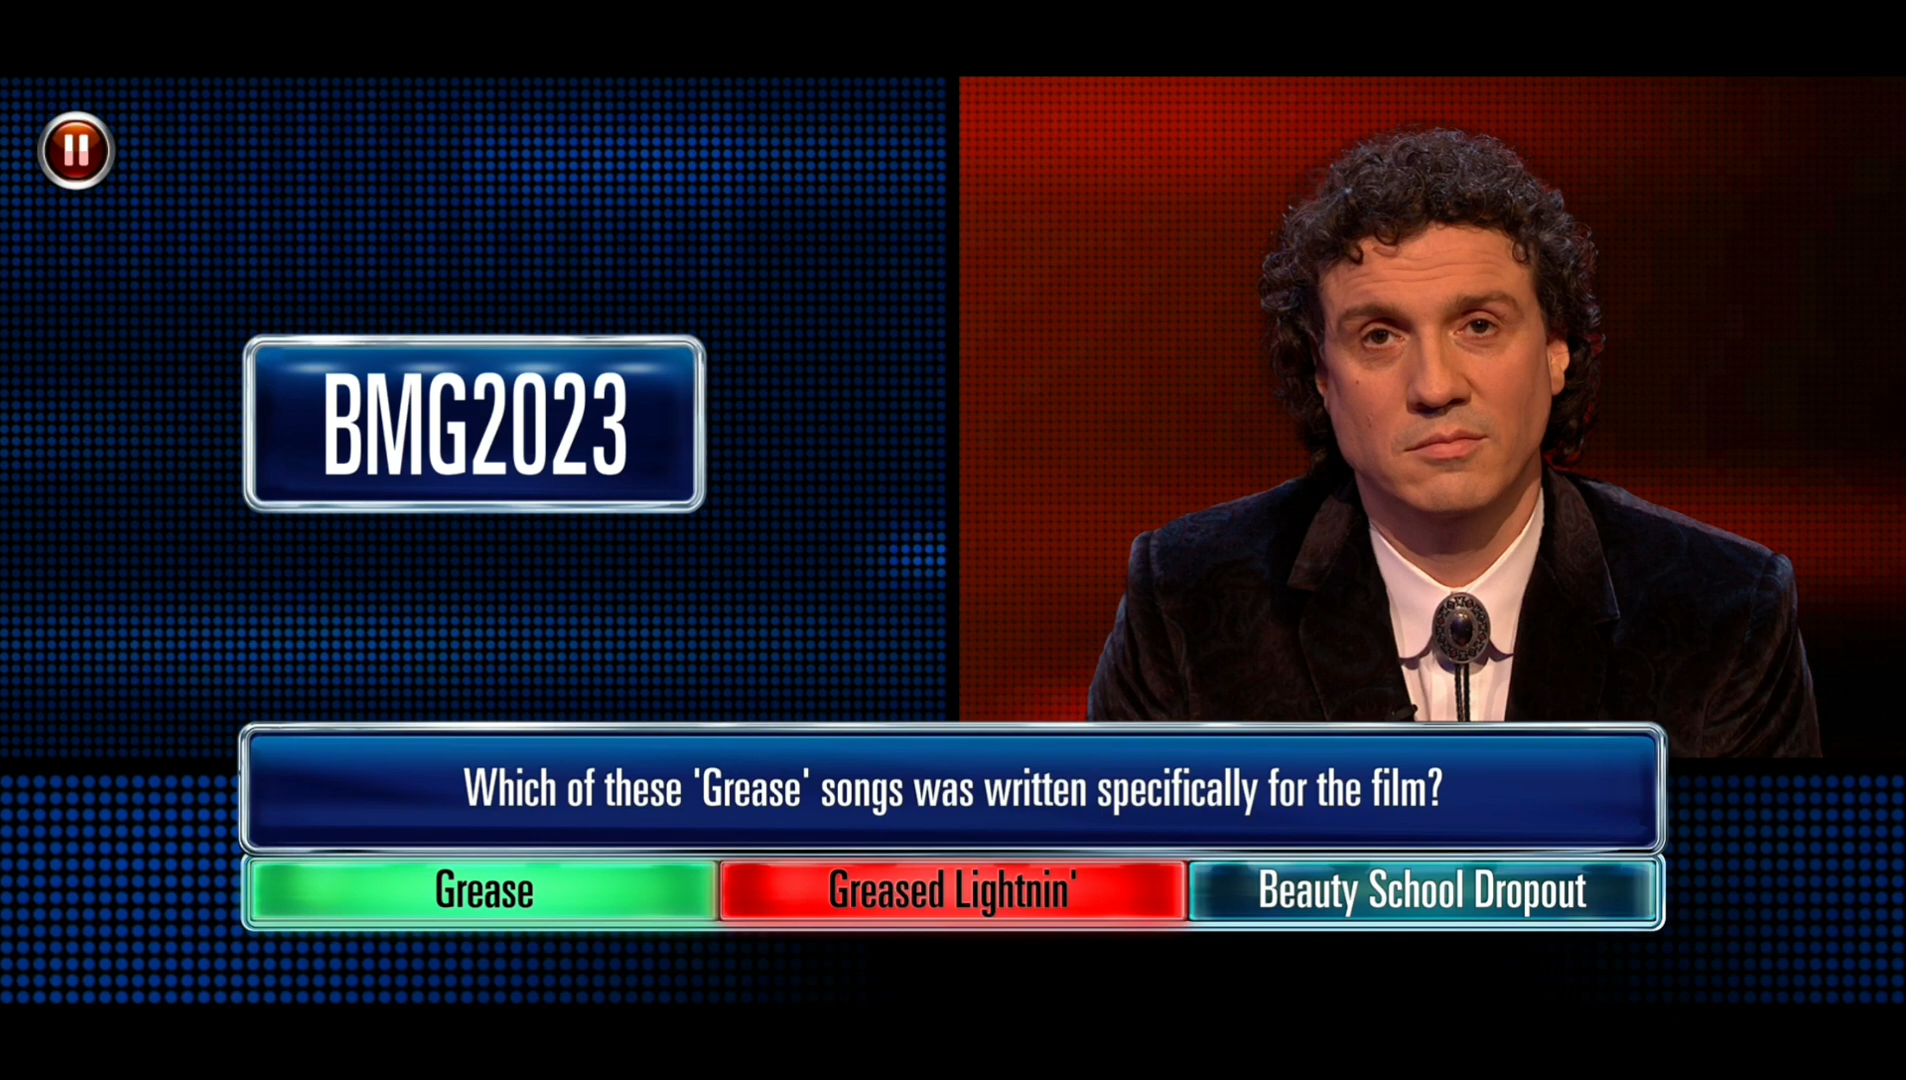 BMG2023
Which of these 'Grease' songs was written specifically for the film?
Grease
Greased Lightnin'
Beauty School Dropout